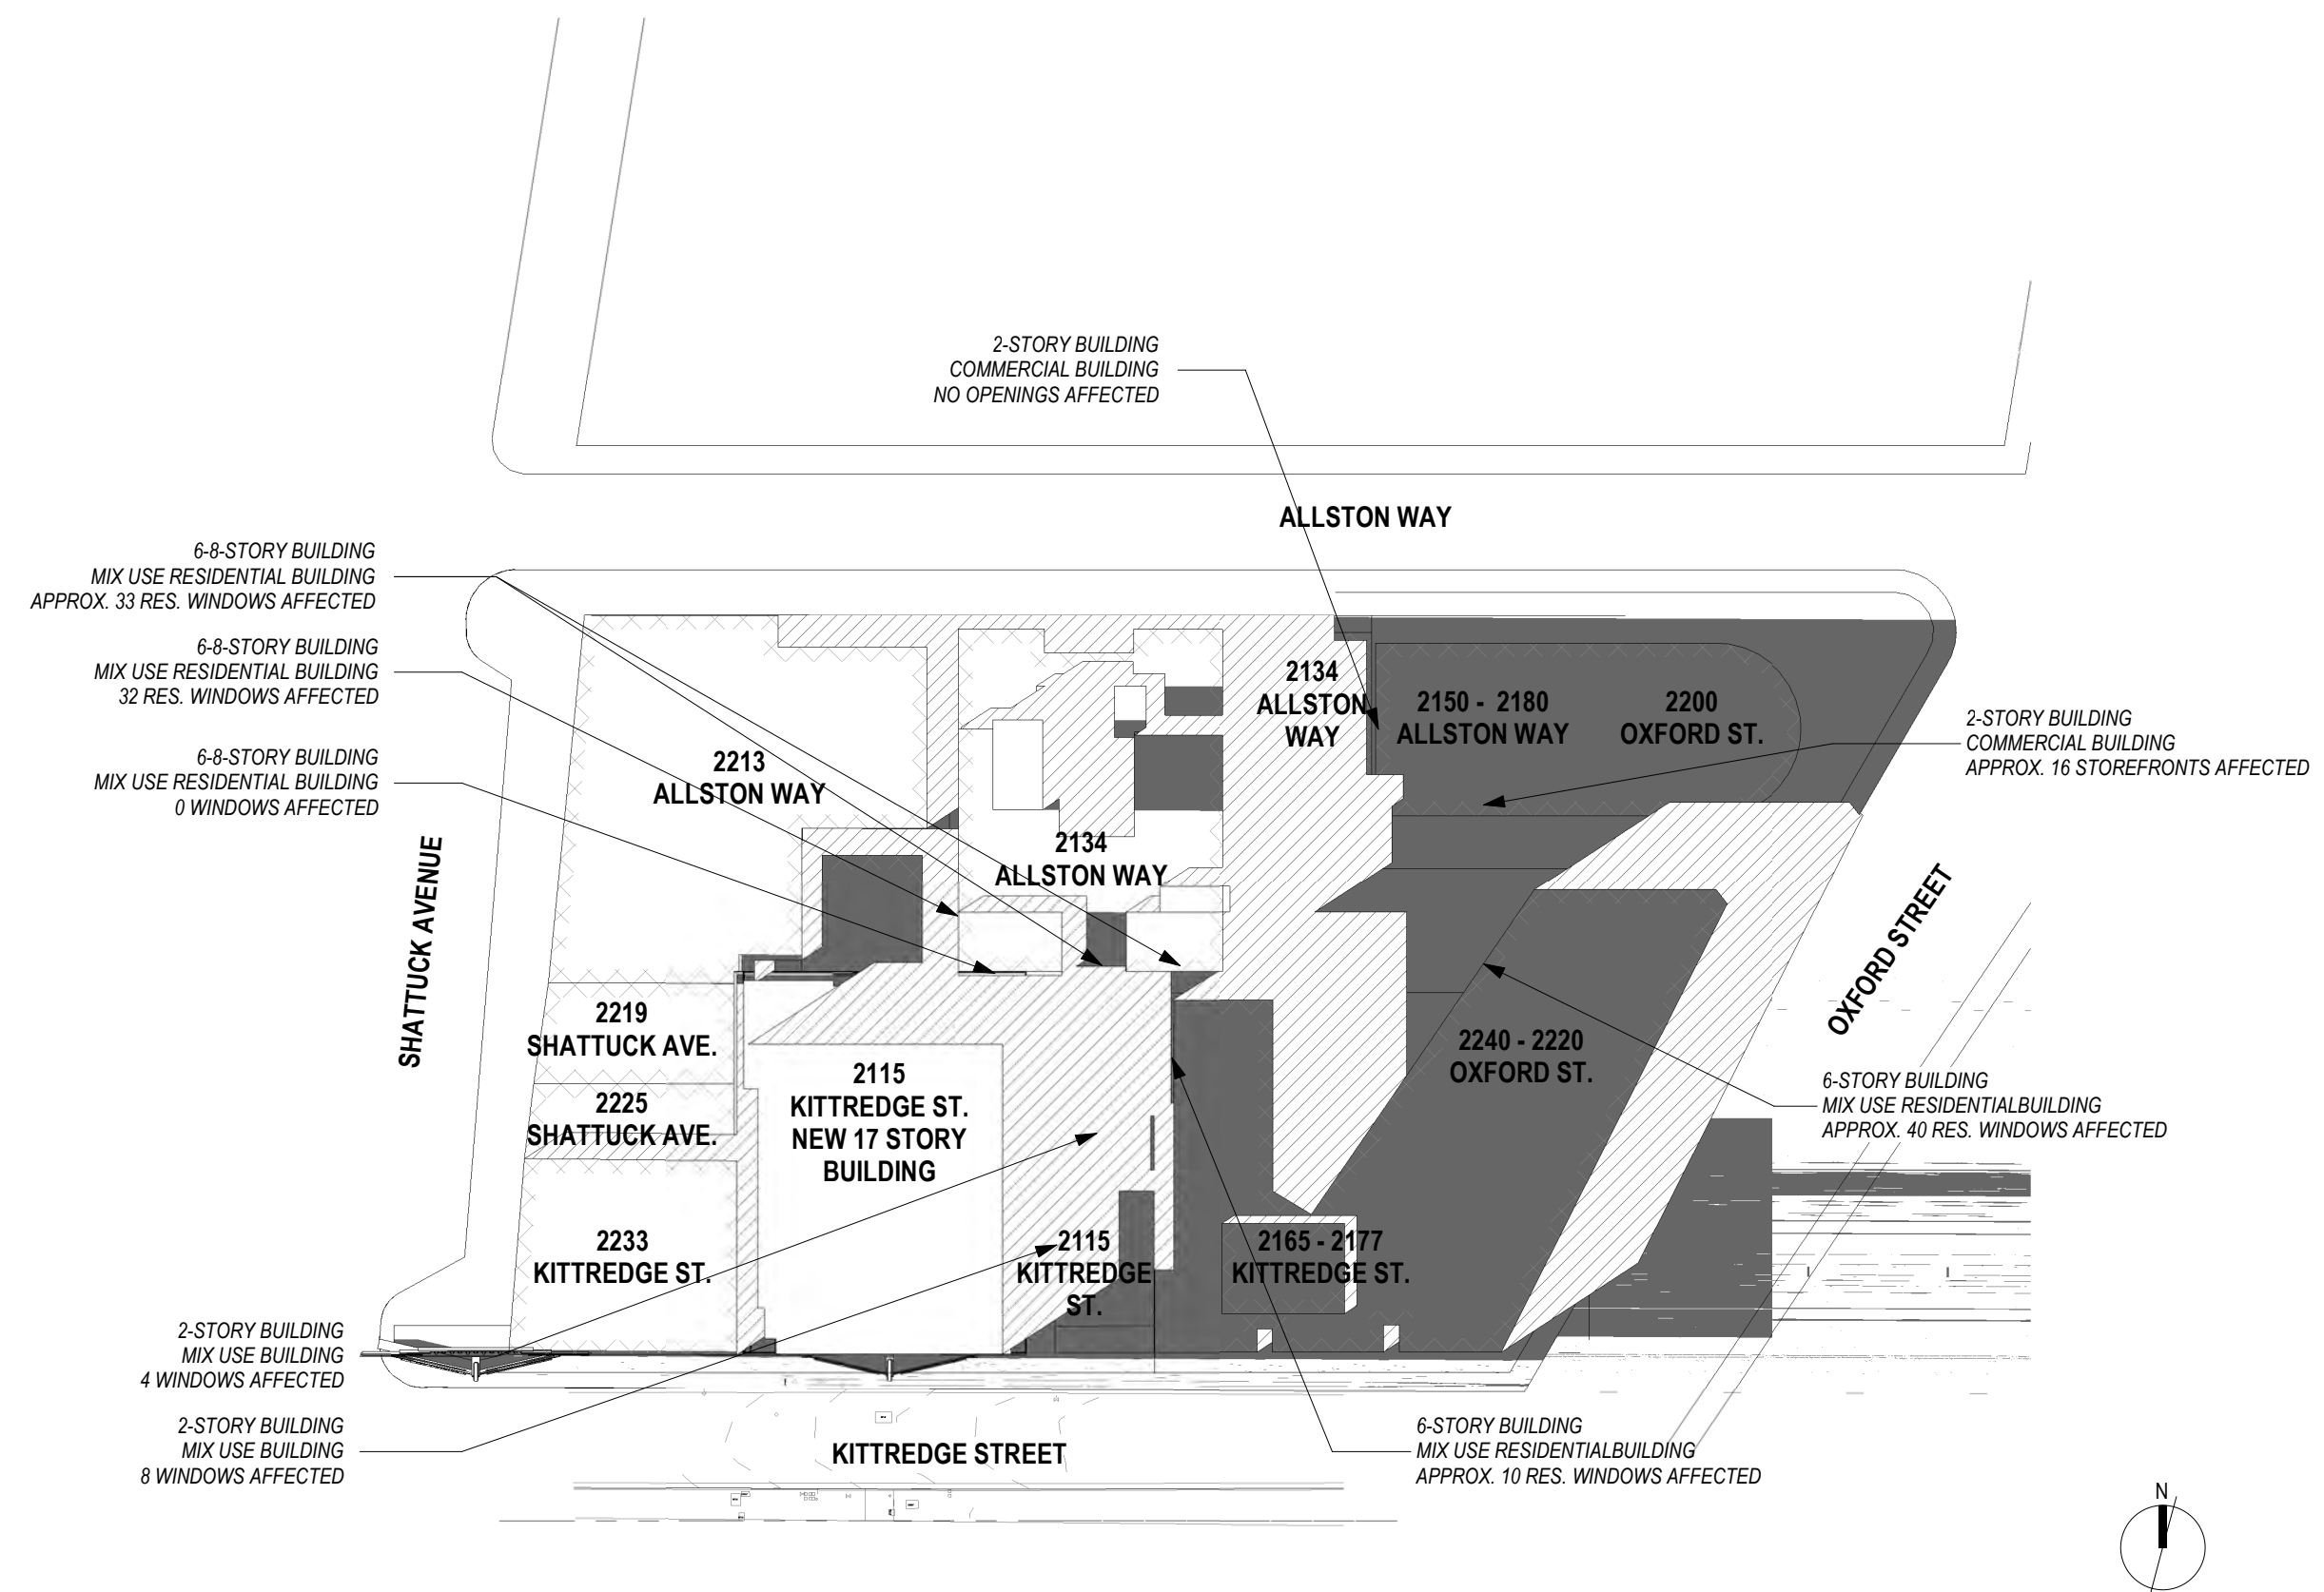 2-STORY BUILDING
COMMERCIAL BUILDING
NO OPENINGS AFFECTED
ALLSTON WAY
6-8-STORY BUILDING
MIX USE RESIDENTIAL BUILDING
APPROX. 33 RES. WINDOWS AFFECTED
6-8-STORY BUILDING
MIX USE RESIDENTIAL BUILDING
32 RES. WINDOWS AFFECTED
6-8-STORY BUILDING
MIX USE RESIDENTIAL BUILDING
0 WINDOWS AFFECTED
2134
ALLSTON
WAY
2150 - 2180
ALLSTON WAY
2200
OXFORD ST.
2-STORY BUILDING
COMMERCIAL BUILDING
APPROX. 16 STOREFRONTS AFFECTED
2213
ALLSTON WAY
2134
ALLSTON WAY
SHATTUCK AVENUE
OXFORD STREET
2219
SHATTUCK AVE.
2225
SHATTUCK AVE.
2115
KITTREDGE ST.
NEW 17 STORY
BUILDING
2240 - 2220
OXFORD ST.
6-STORY BUILDING
MIX USE RESIDENTIALBUILDING
APPROX. 40 RES. WINDOWS AFFECTED
2233
KITTREDGE ST.
2115
KITTREDGE
ST.
2165 - 2177
KITTREDGE ST.
2-STORY BUILDING
MIX USE BUILDING
4 WINDOWS AFFECTED
2-STORY BUILDING
MIX USE BUILDING
8 WINDOWS AFFECTED
KITTREDGE STREET
6-STORY BUILDING
MIX USE RESIDENTIALBUILDING
APPROX. 10 RES. WINDOWS AFFECTED
N